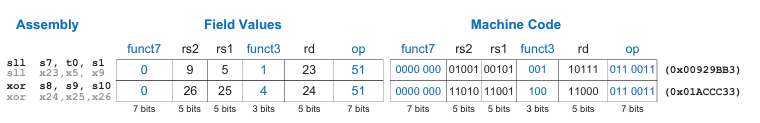 Assembly Field Values Machine Code
funct7 rs2 rs1 funct3 rd op funct7 rs2 rs1 funct3 rd op
sll s7, t0, s1
sll x23,x5, x9
0 9 5 1 23 51 0000 000 01001 00101 001 10111 011 0011 (0x00929BB3)
xor s8, s9, s10
xor x24,x25,x26
0 26 25 4 24 51 0000 000 11010 11001 100 11000 011 0011 (0x01ACCC33)
7 bits 5 bits 5 bits 3 bits 5 bits 7 bits 7 bits 5 bits 5 bits 3 bits 5 bits 7 bits